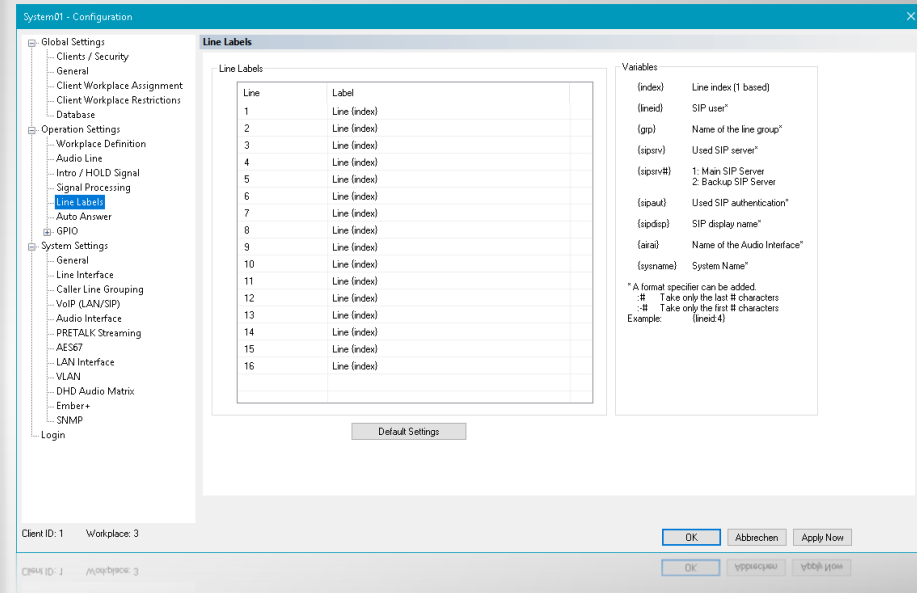 System01 - Configuration
Global Settings
Clients / Security
General
Client Workplace Assignment
Client Workplace Restrictions
Database
Operation Settings
Workplace Definition
Audio Line
Intro / HOLD Signal
Signal Processing
Line Labels
Auto Answer
GPIO
System Settings
General
Line Interface
Caller Line Grouping
VoIP (LAN/SIP)
Audio Interface
PRETALK Streaming
AES67
LAN Interface
VLAN
DHD Audio Matrix
Ember+
SNMP
Login
Line Labels
Line Labels
Line Label
1 Line {index}
2 Line {index}
3 Line {index}
4 Line {index}
5 Line {index}
6 Line {index}
7 Line {index}
8 Line {index}
9 Line {index}
10 Line {index}
11 Line {index}
12 Line {index}
13 Line {index}
14 Line {index}
15 Line {index}
16 Line {index}
Default Settings
Variables
{index} Line index (1 based)
{lineid} SIP user*
{grp} Name of the line group*
{sipsrv} Used SIP server*
{sipsrv#} 1: Main SIP Server
2: Backup SIP Server
{sipaut} Used SIP authentication*
{sipdisp} SIP display name*
{airai} Name of the Audio Interface*
{sysname} System Name*
* A format specifier can be added.
:# Take only the last # characters
:-# Take only the first # characters
Example: {lineid:4}
Client ID: 1 Workplace: 3
OK Abbrechen Apply Now
Client ID: 1 Workplace: 3
OK Abbrechen Apply Now